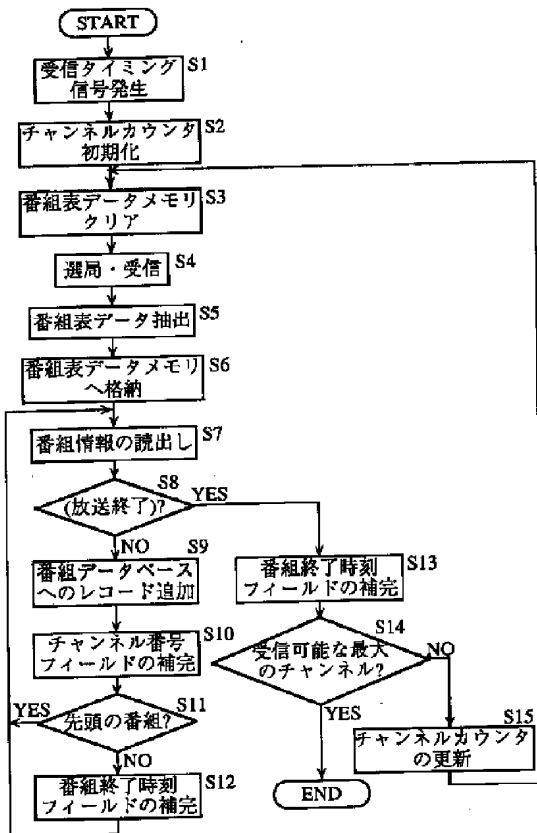 START
受信タイミング
信号発生
S1
チャンネルカウンタ
初期化
S2
番組表データメモリ
クリア
S3
選局・受信
S4
番組表データ抽出
S5
番組表データメモリ
へ格納
S6
番組情報の読出し
S7
(放送終了)?
S8
YES
NO
番組データベース
へのレコード追加
S9
チャンネル番号
フィールドの補完
S10
先頭の番組?
S11
YES
NO
番組終了時刻
フィールドの補完
S12
番組終了時刻
フィールドの補完
S13
受信可能な最大
のチャンネル?
S14
NO
YES
チャンネルカウンタ
の更新
S15
END